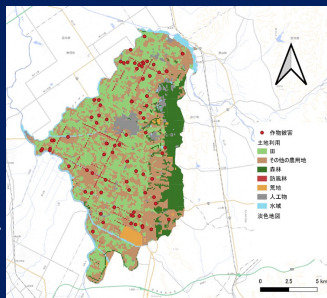 作物被害
土地利用
田
その他の農用地
森林
防風林
荒地
人工物
水域
淡色地図
0 2.5 5 km